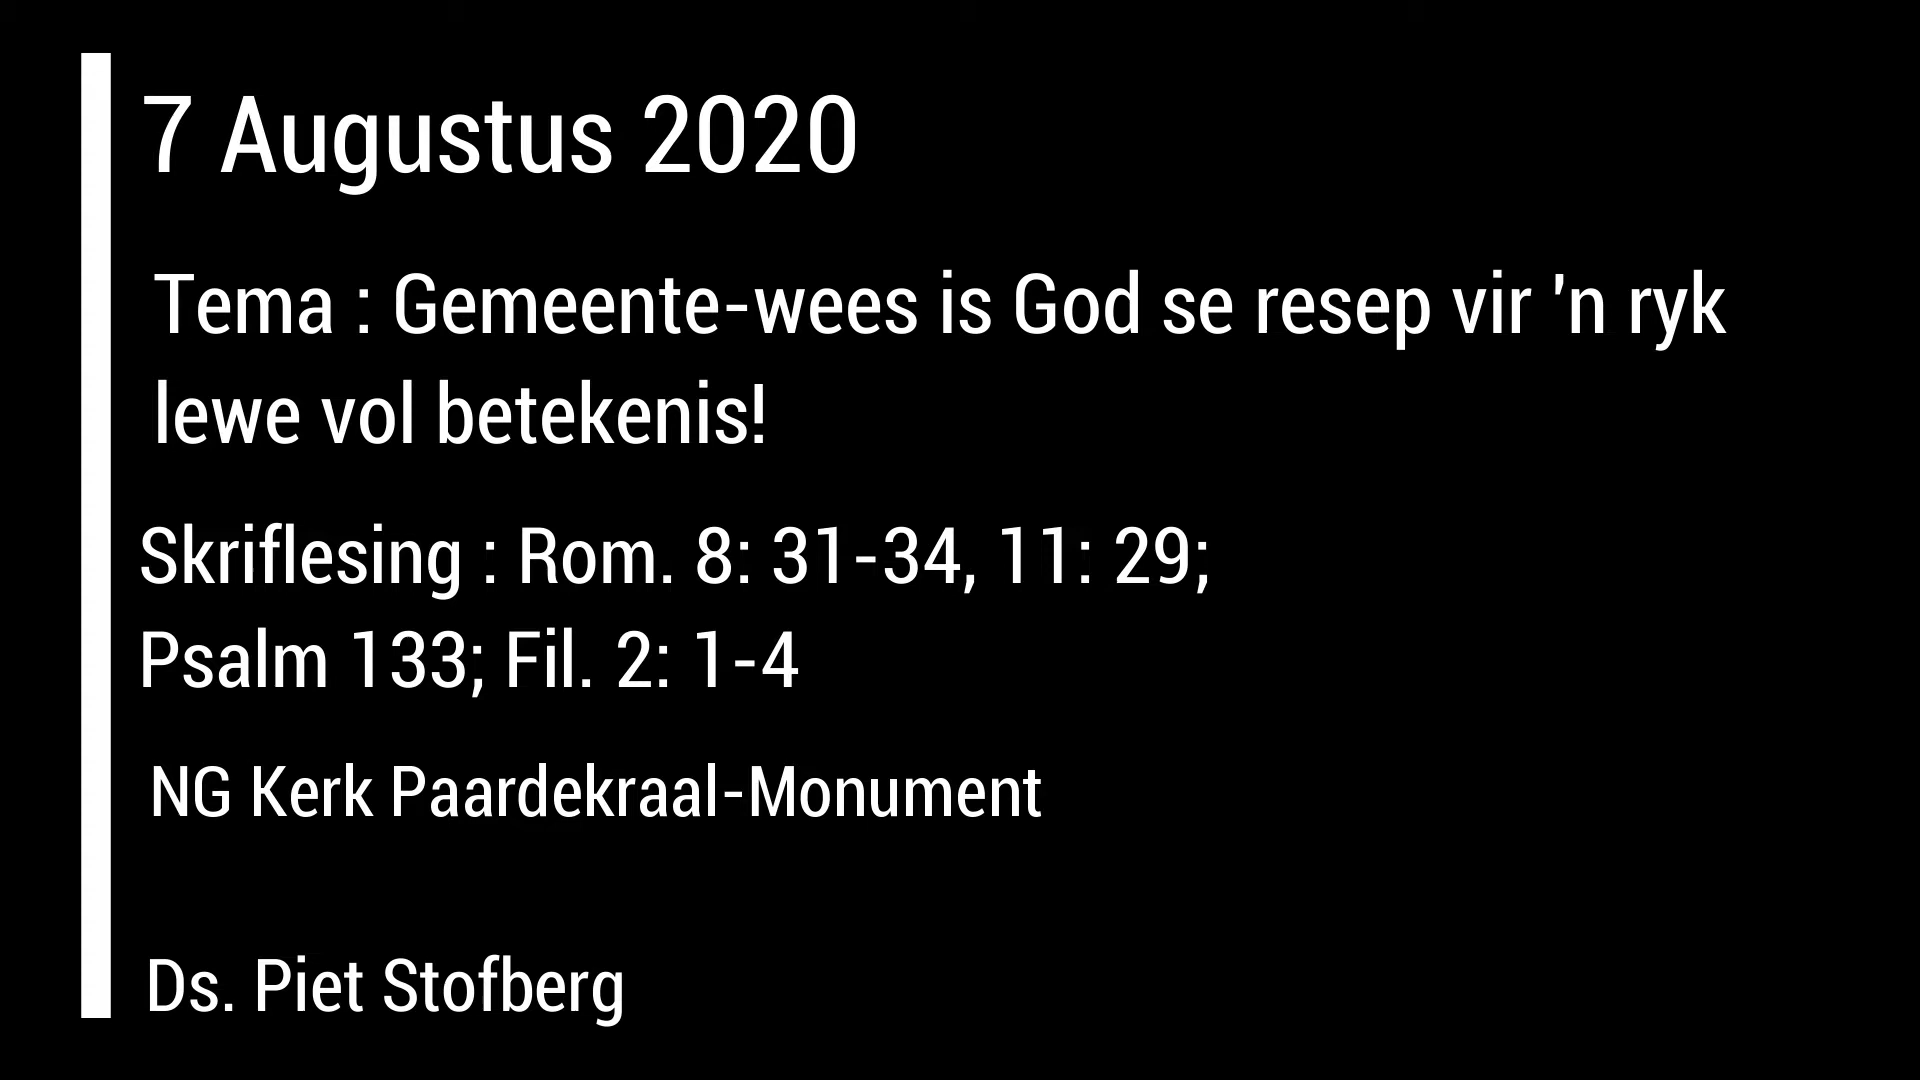 7 Augustus 2020
Tema : Gemeente-wees is God se resep vir 'n ryk
lewe vol betekenis!
Skriflesing : Rom. 8: 31-34, 11: 29;
Psalm 133; Fil. 2: 1-4
NG Kerk Paardekraal-Monument
Ds. Piet Stofberg